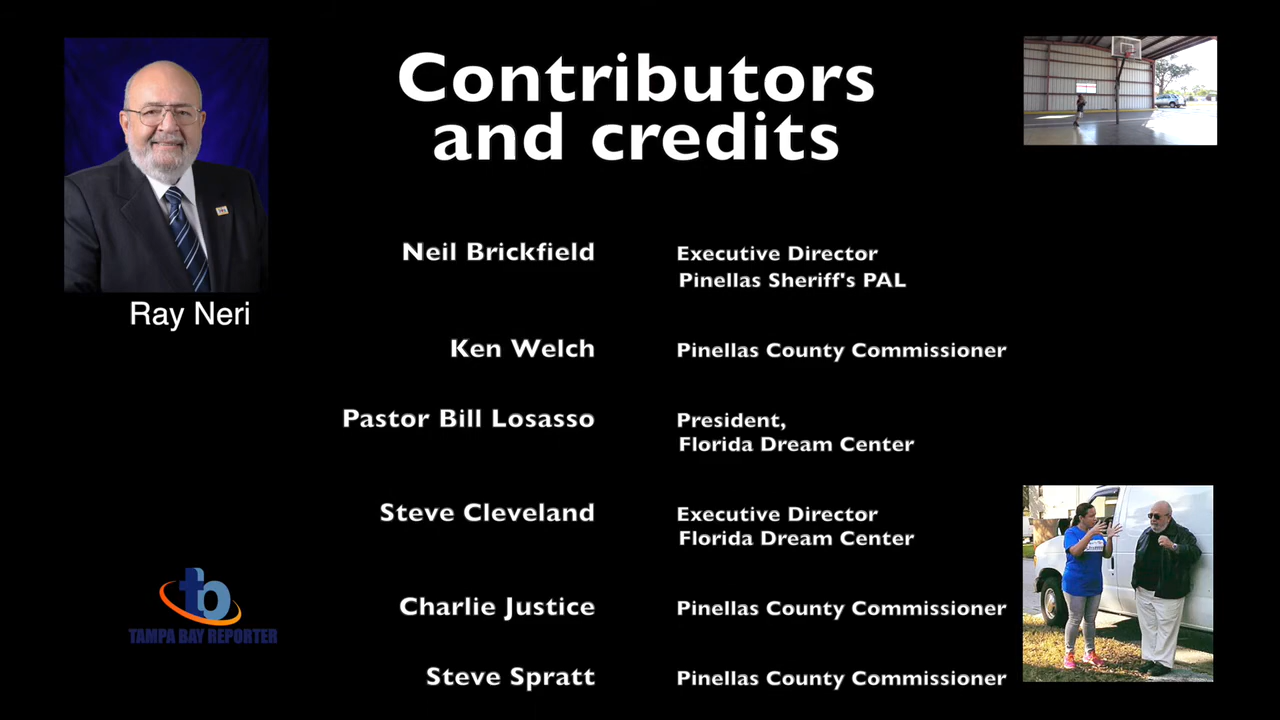 Contributors
and credits
Ray Neri
Neil Brickfield
Executive Director
Pinellas Sheriff's PAL
Ken Welch
Pinellas County Commissioner
Pastor Bill Losasso
President,
Florida Dream Center
Steve Cleveland
Executive Director
Florida Dream Center
Charlie Justice
Pinellas County Commissioner
Steve Spratt
Pinellas County Commissioner
tb
TAMPA BAY REPORTER